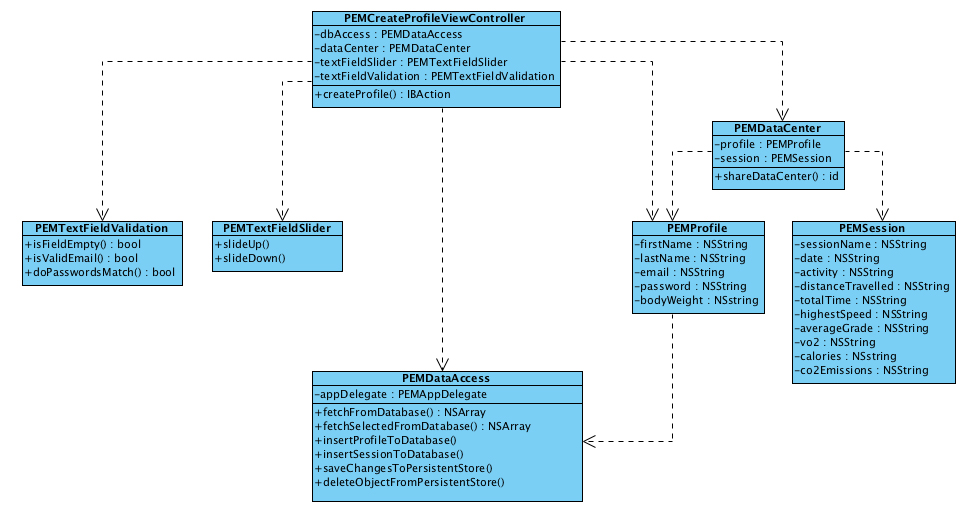 PEMCreateProfileViewController
-dbAccess : PEMDataAccess
-dataCenter : PEMDataCenter
-textFieldSlider : PEMTextFieldSlider
-textFieldValidation : PEMTextFieldValidation
+createProfile() : IBAction
PEMDataCenter
-profile : PEMProfile
-session : PEMSession
+shareDataCenter() : id
PEMTextFieldValidation
+isFieldEmpty() : bool
+isValidEmail() : bool
+doPasswordsMatch() : bool
PEMTextFieldSlider
+slideUp()
+slideDown()
PEMProfile
-firstName : NSString
-lastName : NSString
-email : NSString
-password : NSString
-bodyWeight : NSstring
PEMSession
-sessionName : NSString
-date : NSString
-activity : NSString
-distanceTravelled : NSString
-totalTime : NSString
-highestSpeed : NSString
-averageGrade : NSString
-vo2 : NSString
-calories : NSstring
-co2Emissions : NSString
PEMDataAccess
-appDelegate : PEMAppDelegate
+fetchFromDatabase() : NSArray
+fetchSelectedFromDatabase() : NSArray
+insertProfileToDatabase()
+insertSessionToDatabase()
+saveChangesToPersistentStore()
+deleteObjectFromPersistentStore()